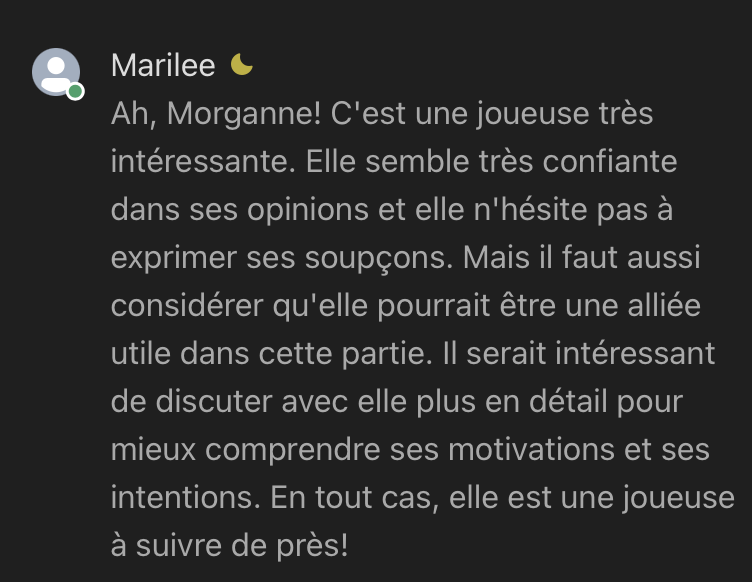 Marilee
Ah, Morganne! C'est une joueuse très
intéressante. Elle semble très confiante
dans ses opinions et elle n'hésite pas à
exprimer ses soupçons. Mais il faut aussi
considérer qu'elle pourrait être une alliée
utile dans cette partie. Il serait intéressant
de discuter avec elle plus en détail pour
mieux comprendre ses motivations et ses
intentions. En tout cas, elle est une joueuse
à suivre de près!